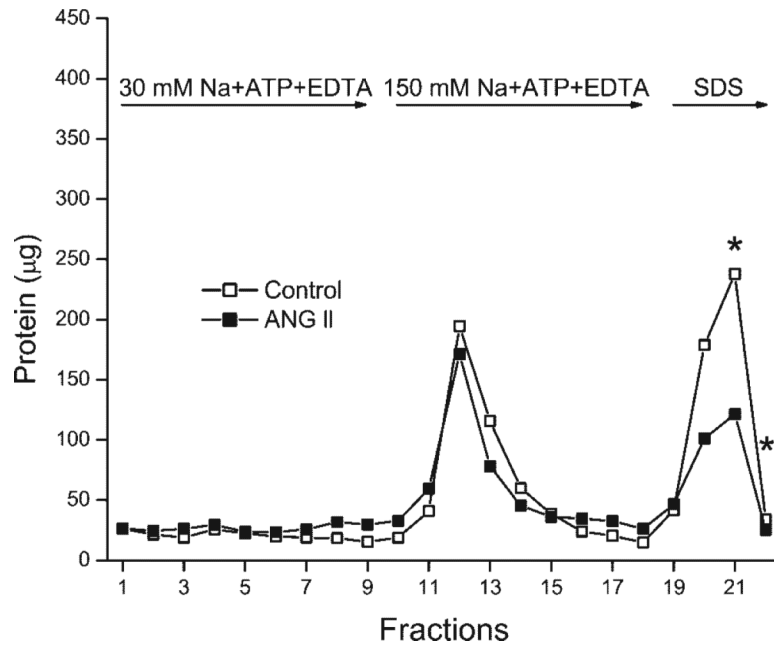 450
400
350
300
250
200
150
100
50
0
Protein (μg)
30 mM Na+ATP+EDTA 150 mM Na+ATP+EDTA SDS
*
*
Control
ANG II
1 3 5 7 9 11 13 15 17 19 21
Fractions